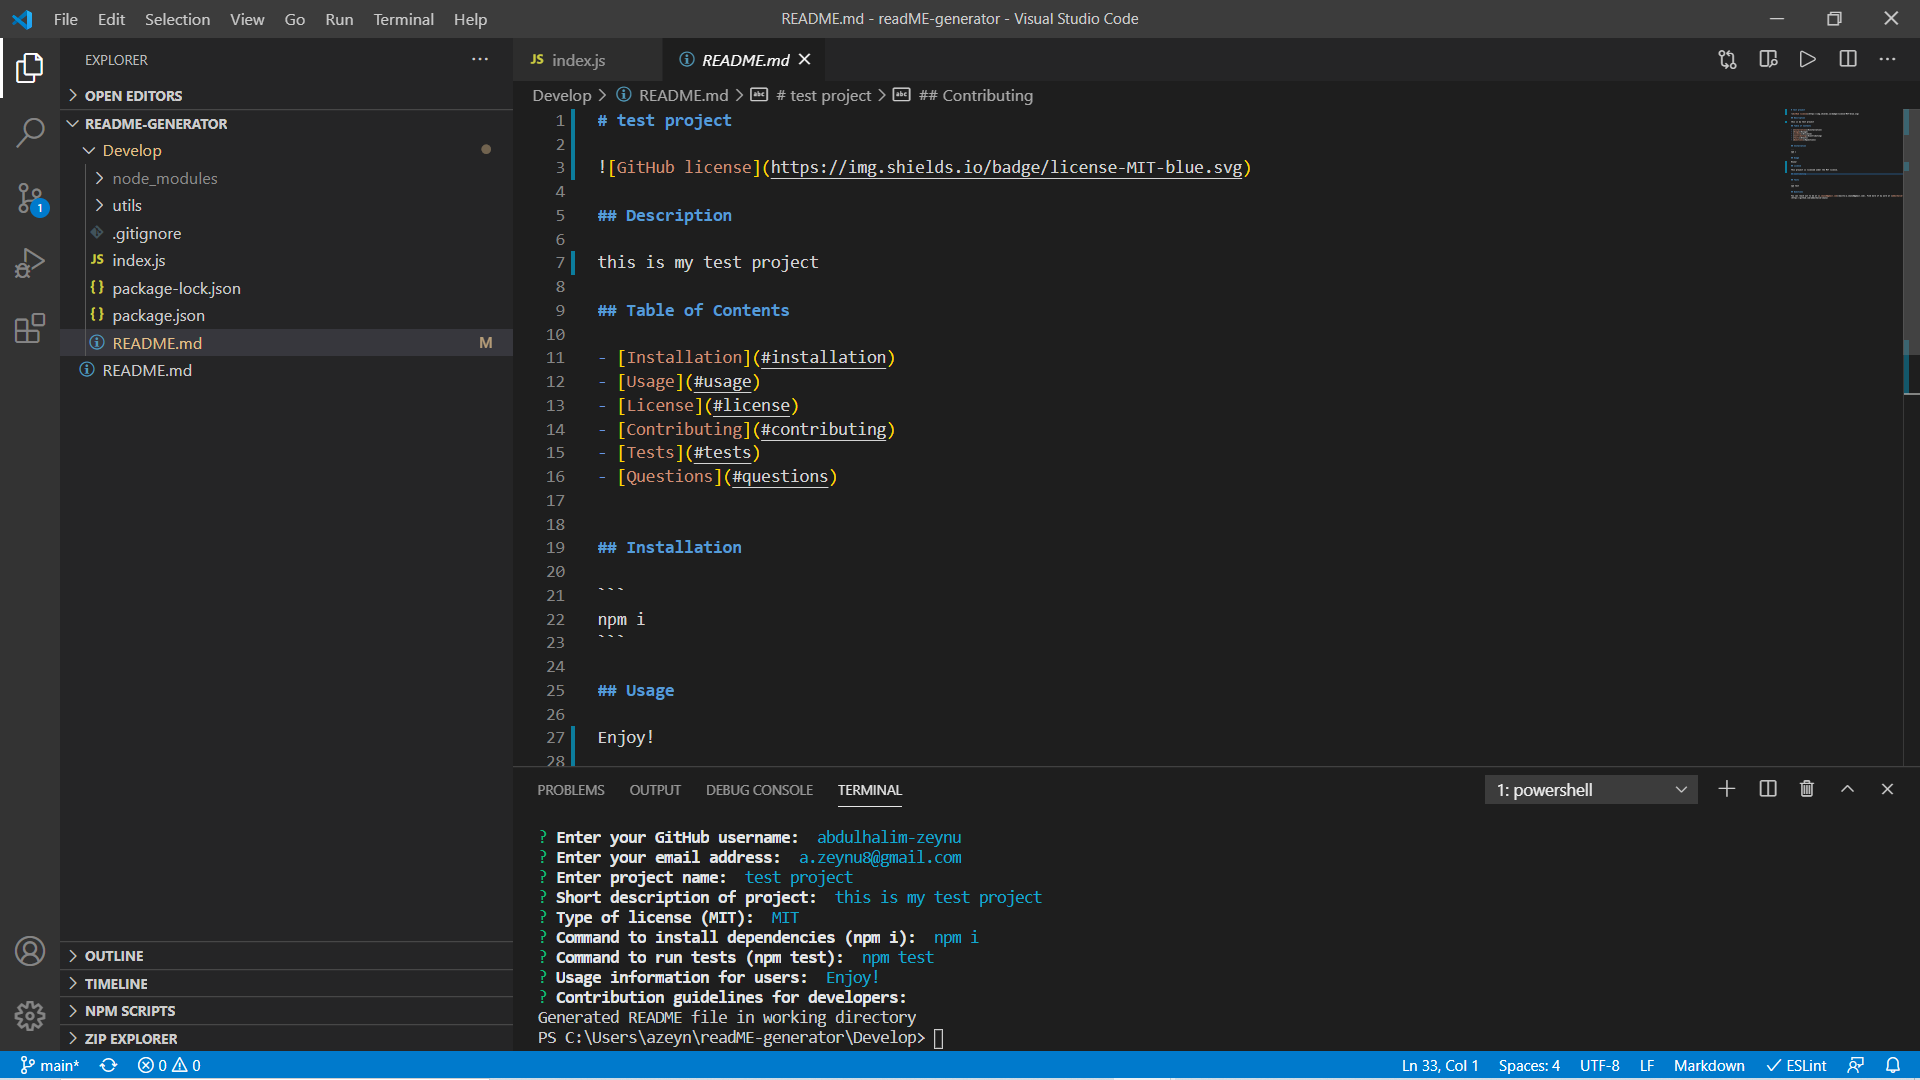 File Edit Selection View Go Run Terminal Help
README.md - readME-generator - Visual Studio Code
EXPLORER
OPEN EDITORS
README-GENERATOR
Develop
node_modules
utils
.gitignore
JS index.js
{} package-lock.json
{} package.json
README.md M
README.md
1
OUTLINE
TIMELINE
NPM SCRIPTS
ZIP EXPLORER
JS index.js
README.md
Develop > README.md > # test project > ## Contributing
1 # test project
2
3 ![GitHub license](https://img.shields.io/badge/license-MIT-blue.svg)
4
5 ## Description
6
7 this is my test project
8
9 ## Table of Contents
10
11 - [Installation](#installation)
12 - [Usage](#usage)
13 - [License](#license)
14 - [Contributing](#contributing)
15 - [Tests](#tests)
16 - [Questions](#questions)
17
18
19 ## Installation
20
21 ```
22 npm i
23 ```
24
25 ## Usage
26
27 Enjoy!
28
PROBLEMS OUTPUT DEBUG CONSOLE TERMINAL
1: powershell
? Enter your GitHub username: abdulhalim-zeynu
? Enter your email address: a.zeynu8@gmail.com
? Enter project name: test project
? Short description of project: this is my test project
? Type of license (MIT): MIT
? Command to install dependencies (npm i): npm i
? Command to run tests (npm test): npm test
? Usage information for users: Enjoy!
? Contribution guidelines for developers:
Generated README file in working directory
PS C:\Users\azeyn\readME-generator\Develop>
main* 0 0
Ln 33, Col 1 Spaces: 4 UTF-8 LF Markdown ESLint